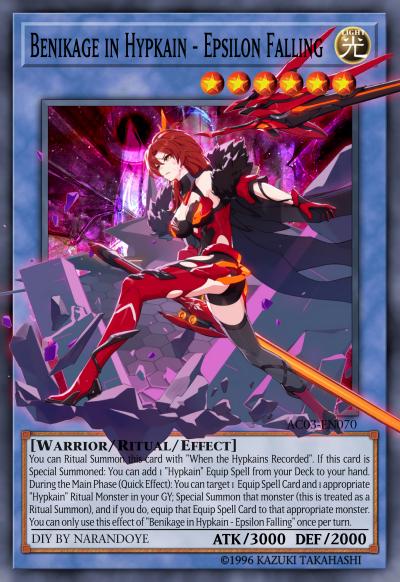 Benikage in Hypkain - Epsilon Falling
LIGHT
光
AC03-EN070
[Warrior/Ritual/Effect]
You can Ritual Summon this card with "When the Hypkains Recorded". If this card is
Special Summoned: You can add 1 "Hypkain" Equip Spell from your Deck to your hand.
During the Main Phase (Quick Effect): You can target 1 Equip Spell Card and 1 appropriate
"Hypkain" Ritual Monster in your GY; Special Summon that monster (this is treated as a
Ritual Summon), and if you do, equip that Equip Spell Card to that appropriate monster.
You can only use this effect of "Benikage in Hypkain - Epsilon Falling" once per turn.
DIY BY NARANDOYE ATK/3000 DEF/2000
©1996 KAZUKI TAKAHASHI